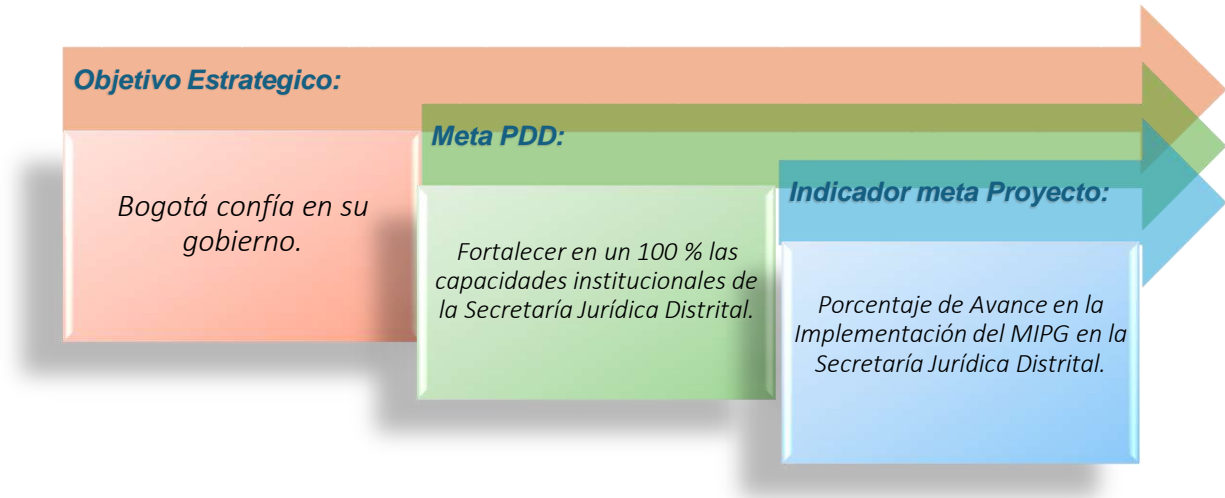 Objetivo Estrategico:
Bogotá confía en su
gobierno.
Meta PDD:
Fortalecer en un 100 % las
capacidades institucionales de
la Secretaría Jurídica Distrital.
Indicador meta Proyecto:
Porcentaje de Avance en la
Implementación del MIPG en la
Secretaría Jurídica Distrital.